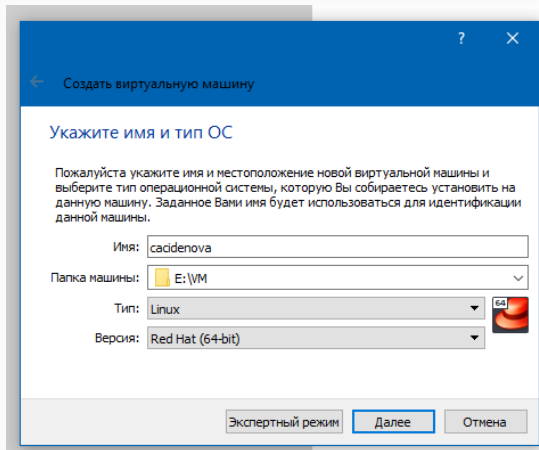 ?
Создать виртуальную машину
Укажите имя и тип ОС
Пожалуйста укажите имя и местоположение новой виртуальной машины и
выберите тип операционной системы, которую Вы собираетесь установить на
данную машину. Заданное Вами имя будет использоваться для идентификации
данной машины.
Имя: cacidenova
Папка машины: E:\VM
Тип: Linux
64
Версия: Red Hat (64-bit)
Экспертный режим Далее Отмена